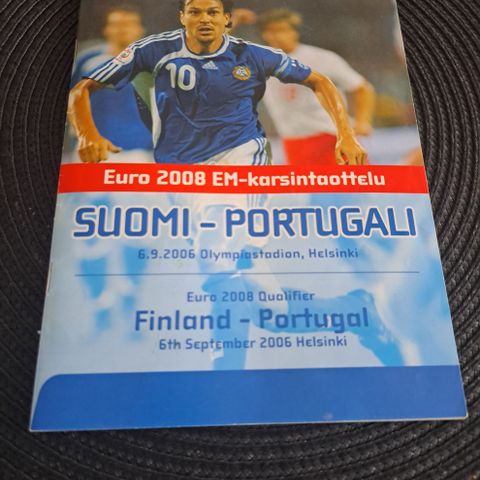 10
Euro 2008 EM-karsintaottelu
SUOMI - PORTUGALI
6.9.2006 Olympiastadion, Helsinki
Euro 2008 Qualifier
Finland - Portugal
6th September 2006 Helsinki